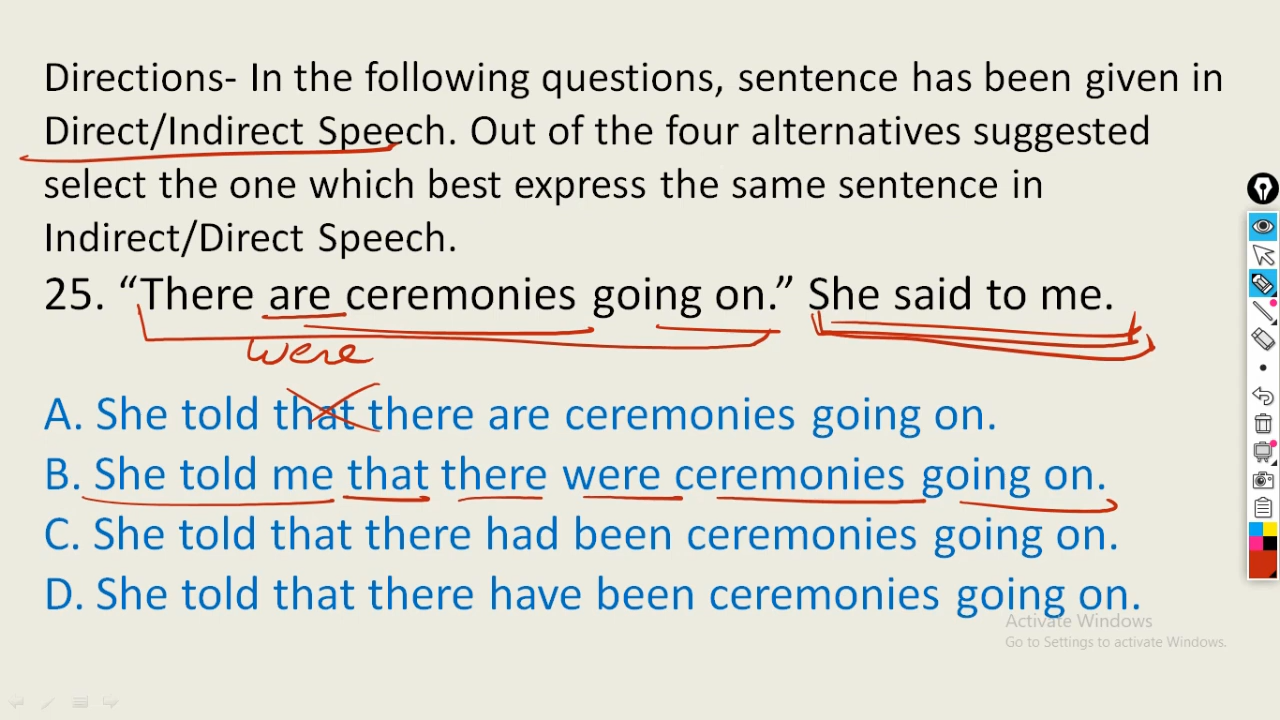 Directions- In the following questions, sentence has been given in
Direct/Indirect Speech. Out of the four alternatives suggested
select the one which best express the same sentence in
Indirect/Direct Speech.
25. “There are ceremonies going on.” She said to me.
were
A. She told that there are ceremonies going on.
B. She told me that there were ceremonies going on.
C. She told that there had been ceremonies going on.
D. She told that there have been ceremonies going on.
Activate Windows
Go to Settings to activate Windows.